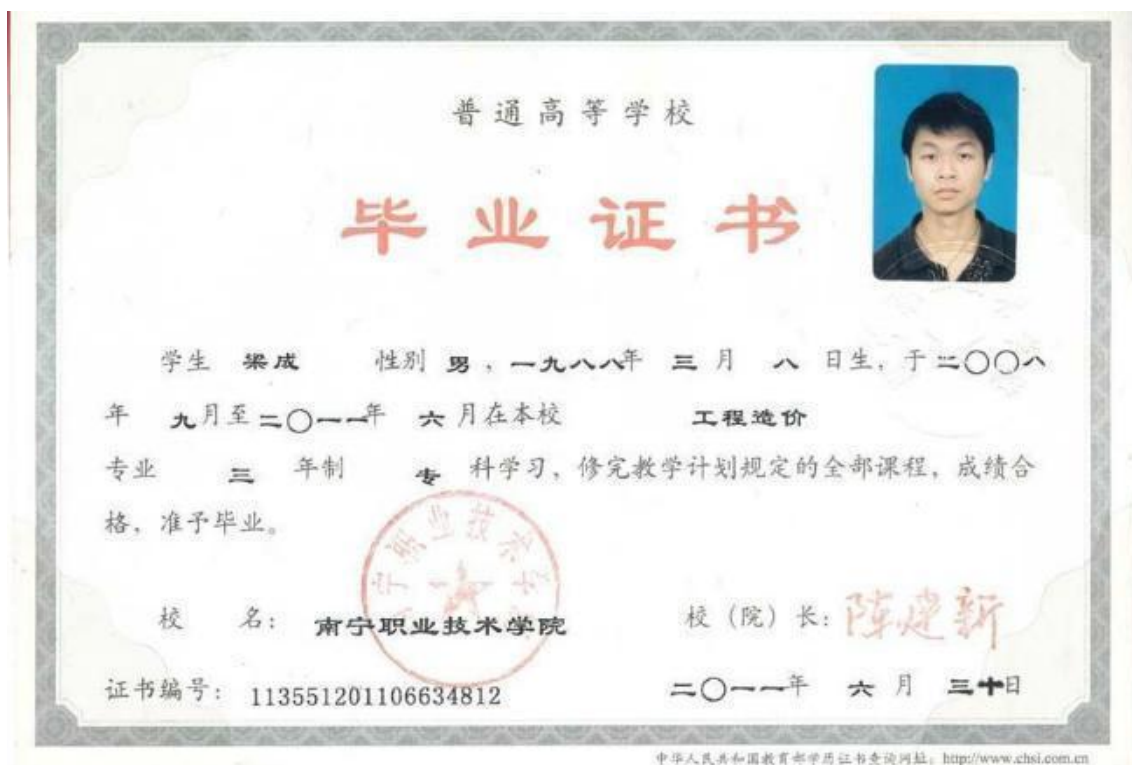 普通高等学校
毕业证书
学生 梁成 性别 男，一九八八年 三 月 八 日生，于二〇〇八
年 九月至二〇一一年 六 月在本校 工程造价
专业 三 年制 专 科学习，修完教学计划规定的全部课程，成绩合
格，准予毕业。
宁职业技术学
校 名：南宁职业技术学院 校（院）长：陈建新
证书编号：113551201106634812 二〇一一年 六 月 三十日
中华人民共和国教育部学历证书查询网址：http://www.chsi.com.cn